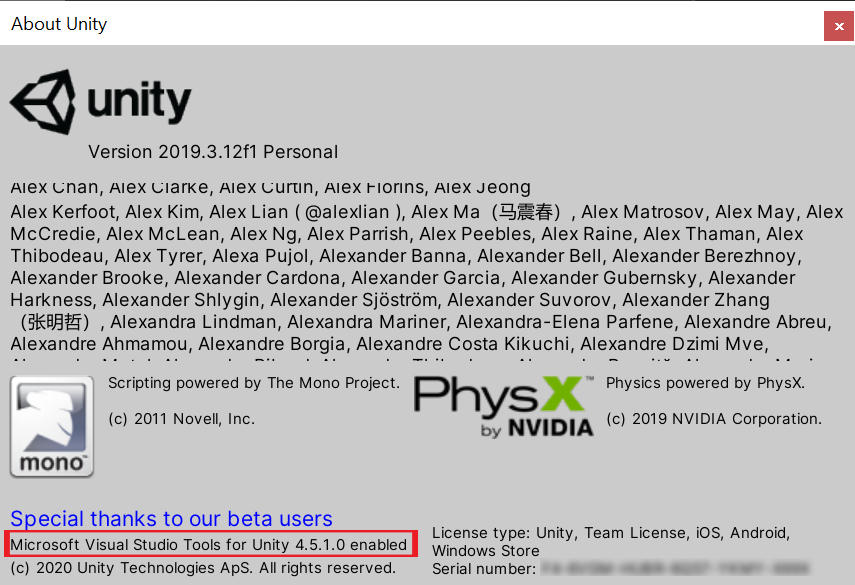 About Unity
unity
Version 2019.3.12f1 Personal
Alex Chan, Alex Clarke, Alex Curtin, Alex Florins, Alex Jeong
Alex Kerfoot, Alex Kim, Alex Lian ( @alexlian ), Alex Ma（马震春）, Alex Matrosov, Alex May, Alex
McCredie, Alex McLean, Alex Ng, Alex Parrish, Alex Peebles, Alex Raine, Alex Thaman, Alex
Thibodeau, Alex Tyrer, Alexa Pujol, Alexander Banna, Alexander Bell, Alexander Berezhnoy,
Alexander Brooke, Alexander Cardona, Alexander Garcia, Alexander Gubernsky, Alexander
Harkness, Alexander Shlygin, Alexander Sjöström, Alexander Suvorov, Alexander Zhang
（张明哲）, Alexandra Lindman, Alexandra Mariner, Alexandra-Elena Parfene, Alexandre Abreu,
Alexandre Ahmamou, Alexandre Borgia, Alexandre Costa Kikuchi, Alexandre Dzimi Mve,
mono™
Scripting powered by The Mono Project.
(c) 2011 Novell, Inc.
PhysX™
by NVIDIA
Physics powered by PhysX.
(c) 2019 NVIDIA Corporation.
Special thanks to our beta users
Microsoft Visual Studio Tools for Unity 4.5.1.0 enabled
(c) 2020 Unity Technologies ApS. All rights reserved.
License type: Unity, Team License, iOS, Android,
Windows Store
Serial number: